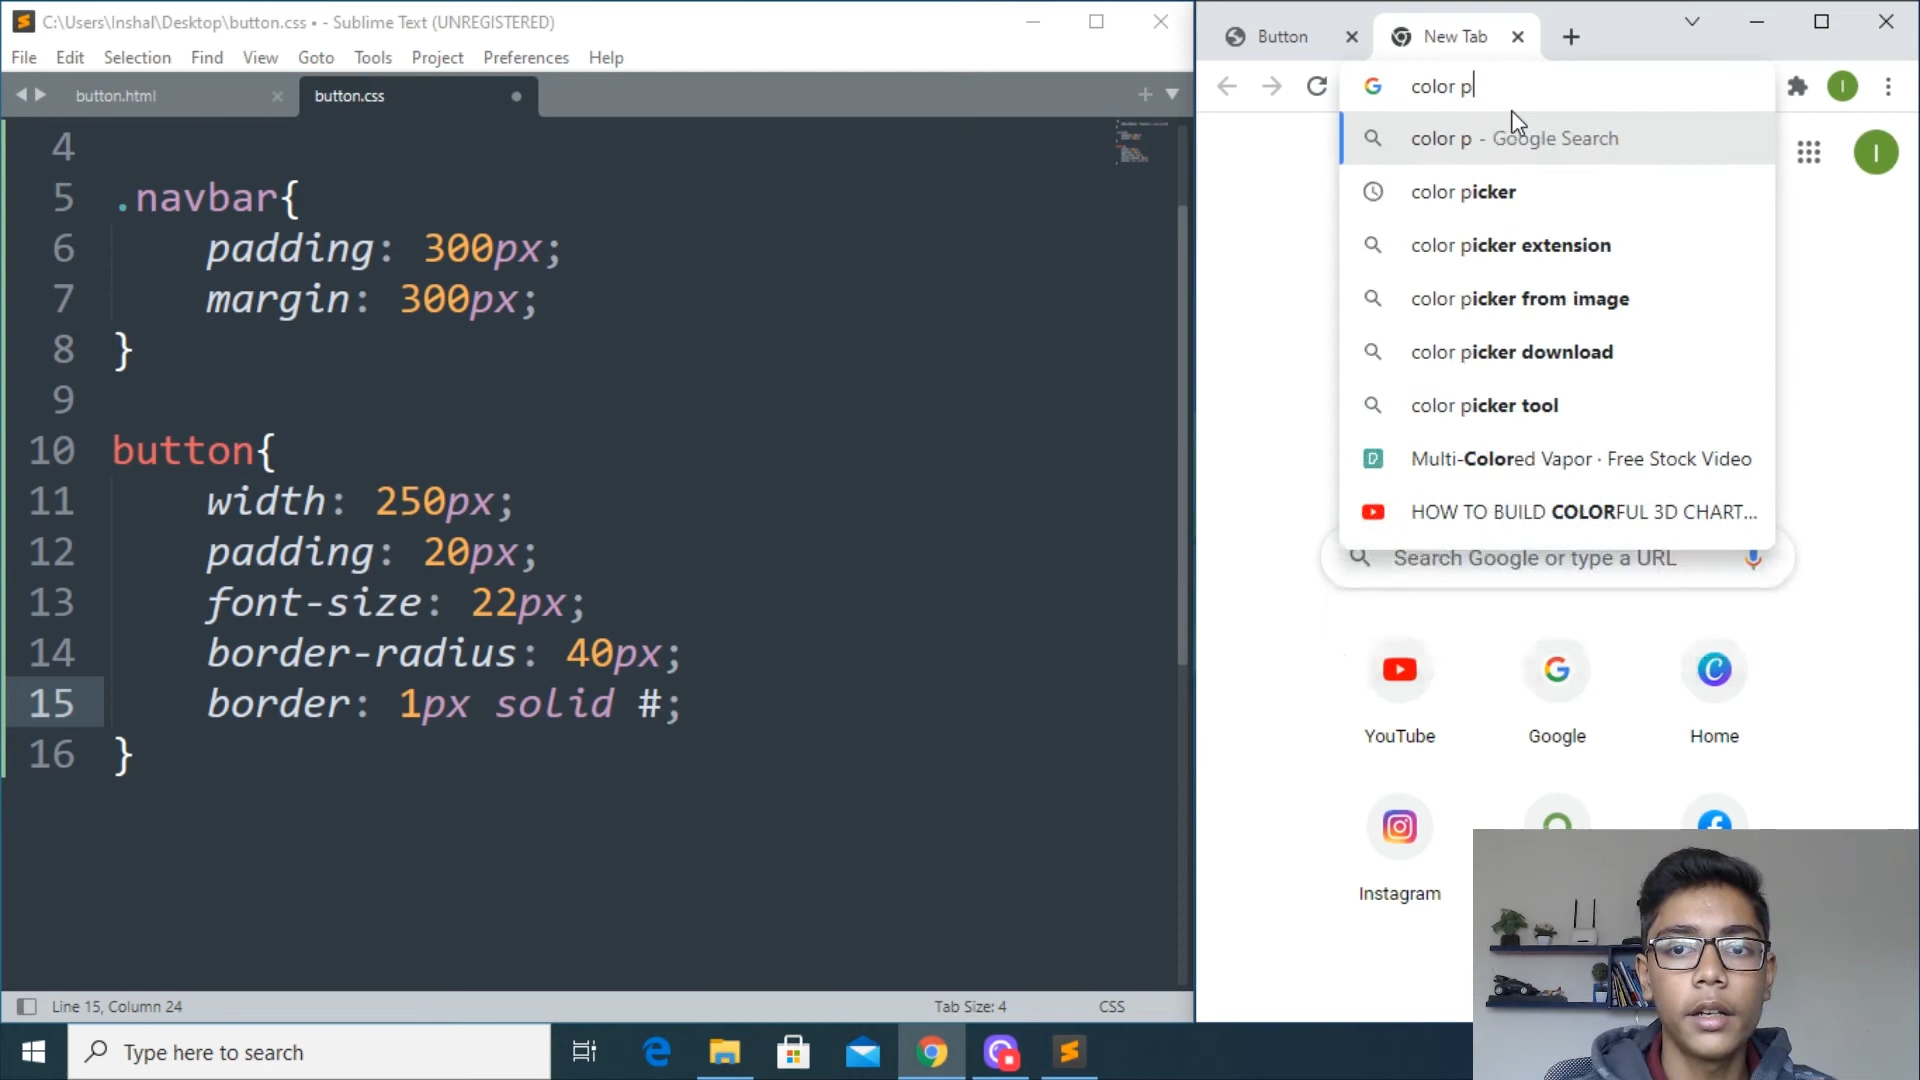 C:\Users\Inshal\Desktop\button.css • - Sublime Text (UNREGISTERED)
File Edit Selection Find View Goto Tools Project Preferences Help
button.html
button.css
4
5 .navbar{
6 padding: 300px;
7 margin: 300px;
8 }
9
10 button{
11 width: 250px;
12 padding: 20px;
13 font-size: 22px;
14 border-radius: 40px;
15 border: 1px solid #;
16 }
Line 15, Column 24
Tab Size: 4
CSS
Type here to search
Button
New Tab
color p
I
color p - Google Search
color picker
color picker extension
color picker from image
color picker download
color picker tool
Multi-Colored Vapor · Free Stock Video
HOW TO BUILD COLORFUL 3D CHART...
I
Search Google or type a URL
YouTube
Google
Home
Instagram